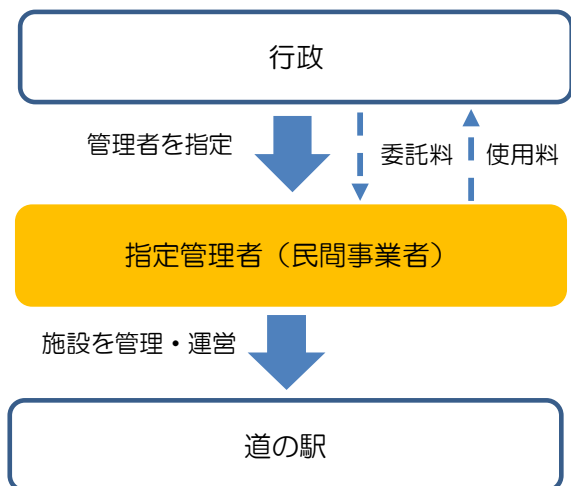 行政
管理者を指定
委託料
使用料
指定管理者（民間事業者）
施設を管理・運営
道の駅